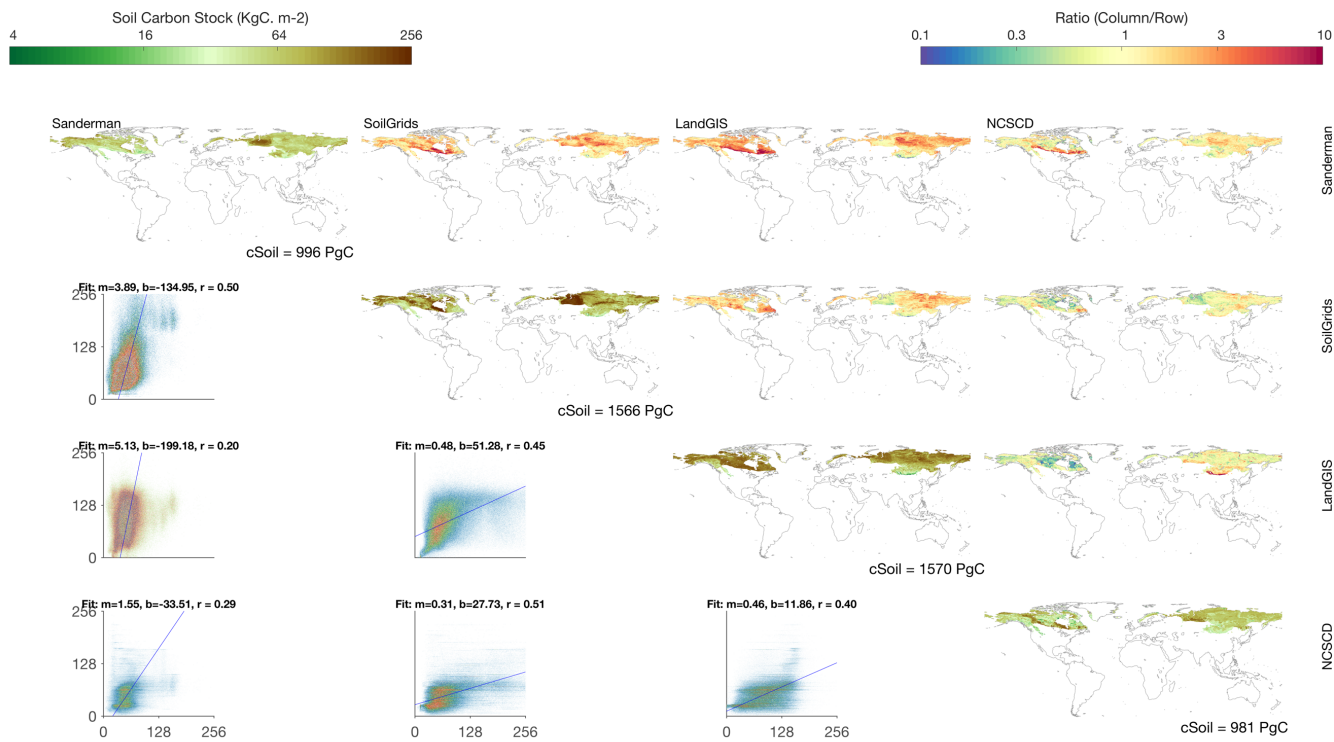 Soil Carbon Stock (KgC. m-2)
4 16 64 256
Ratio (Column/Row)
0.1 0.3 1 3 10
Sanderman
SoilGrids
LandGIS
NCSCD
Sanderman
cSoil = 996 PgC
Fit: m=3.89, b=-134.95, r = 0.50
256
128
0
SoilGrids
cSoil = 1566 PgC
Fit: m=5.13, b=-199.18, r = 0.20
256
128
0
Fit: m=0.48, b=51.28, r = 0.45
LandGIS
cSoil = 1570 PgC
Fit: m=1.55, b=-33.51, r = 0.29
256
128
0
0 128 256
Fit: m=0.31, b=27.73, r = 0.51
0 128 256
Fit: m=0.46, b=11.86, r = 0.40
0 128 256
NCSCD
cSoil = 981 PgC